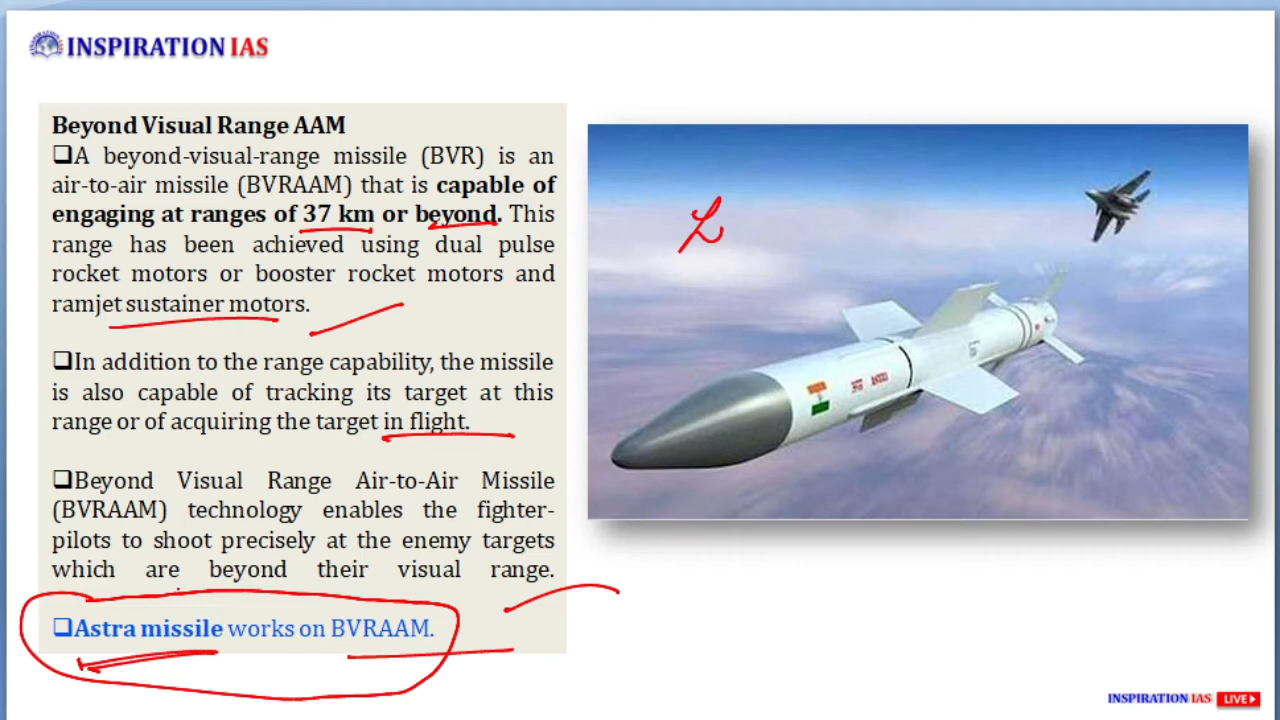 INSPIRATION IAS
Beyond Visual Range AAM
❑A beyond-visual-range missile (BVR) is an
air-to-air missile (BVRAAM) that is capable of
engaging at ranges of 37 km or beyond. This
range has been achieved using dual pulse
rocket motors or booster rocket motors and
ramjet sustainer motors.
❑In addition to the range capability, the missile
is also capable of tracking its target at this
range or of acquiring the target in flight.
❑Beyond Visual Range Air-to-Air Missile
(BVRAAM) technology enables the fighter-
pilots to shoot precisely at the enemy targets
which are beyond their visual range.
❑Astra missile works on BVRAAM.
INSPIRATION IAS LIVE